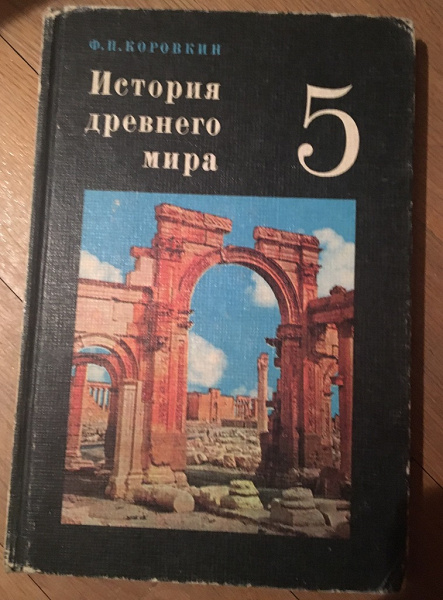 Ф. П. КОРОВКИН
История
древнего
мира
5